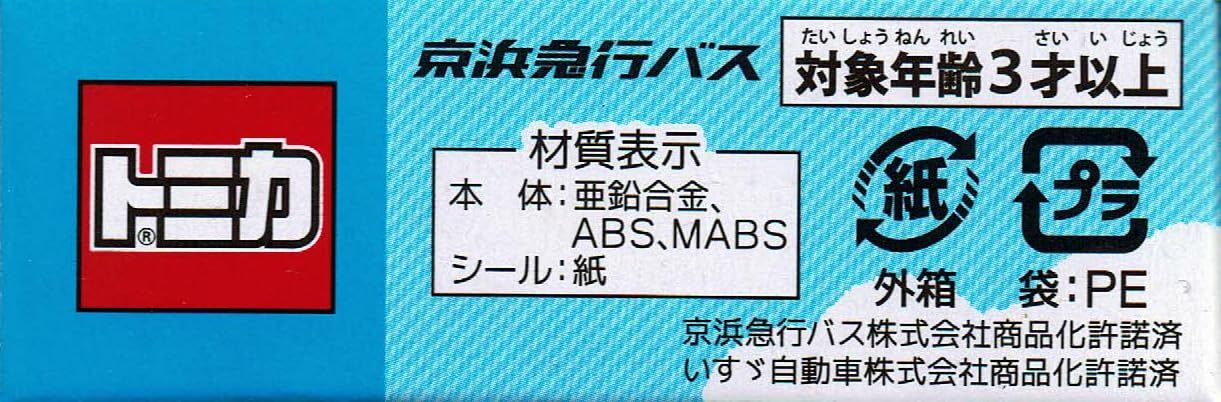 トミカ
®
京浜急行バス
たいしょうねんれい さいいじょう
対象年齢3才以上
材質表示
本 体:亜鉛合金、
ABS、MABS
シール:紙
紙
外箱
プラ
袋:PE
京浜急行バス株式会社商品化許諾済
いすゞ自動車株式会社商品化許諾済